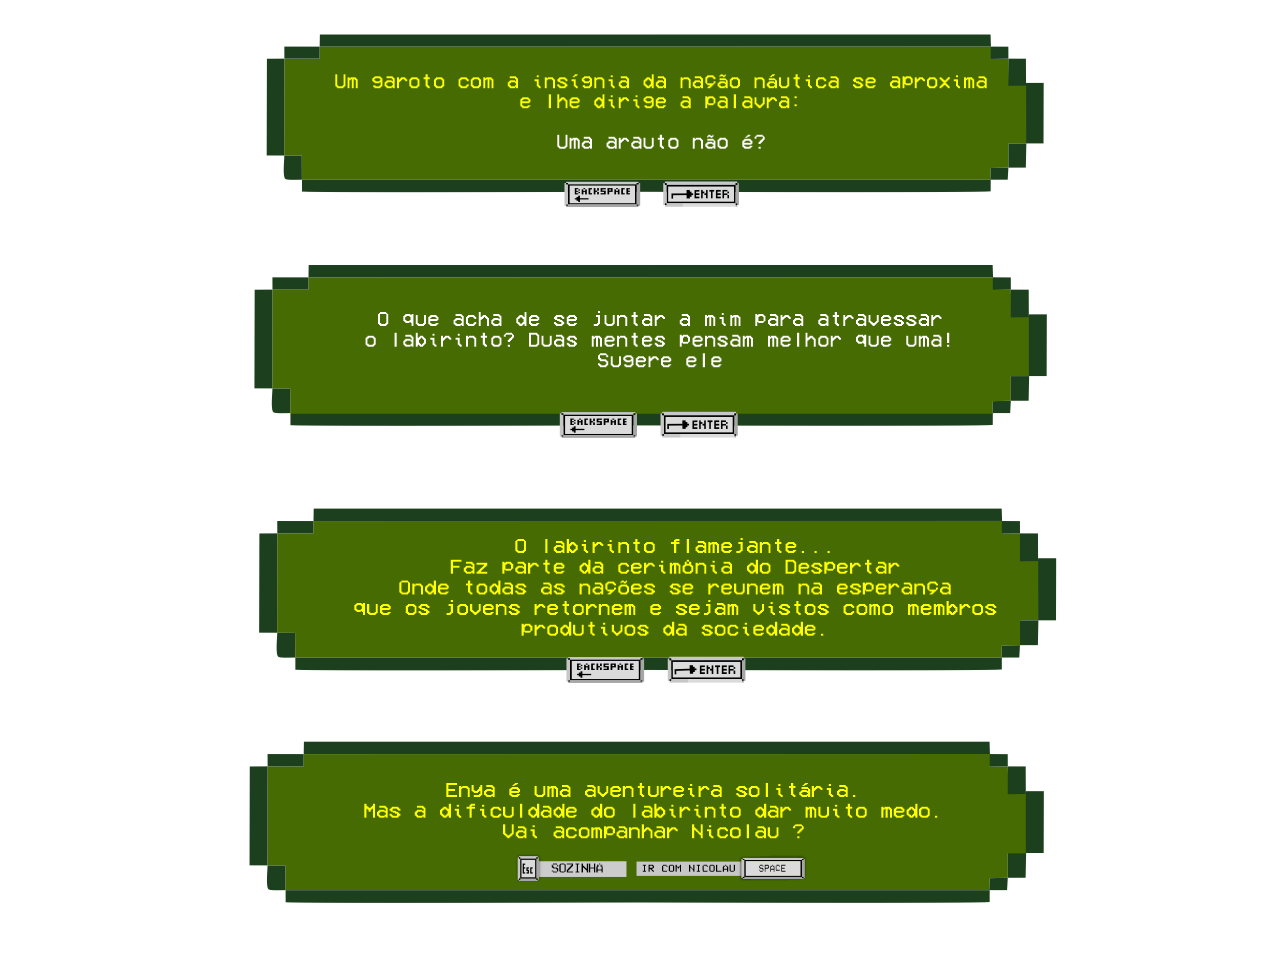 Um garoto com a insígnia da nação náutica se aproxima
e lhe dirige a palavra:
Uma arauto não é?
BACKSPACE ENTER
O que acha de se juntar a mim para atravessar
o labirinto? Duas mentes pensam melhor que uma!
Sugere ele
BACKSPACE ENTER
O labirinto flamejante...
Faz parte da cerimônia do Despertar
Onde todas as nações se reunem na esperança
que os jovens retornem e sejam vistos como membros
produtivos da sociedade.
BACKSPACE ENTER
Enya é uma aventureira solitária.
Mas a dificuldade do labirinto dar muito medo.
Vai acompanhar Nicolau ?
Esc SOZINHA IR COM NICOLAU SPACE